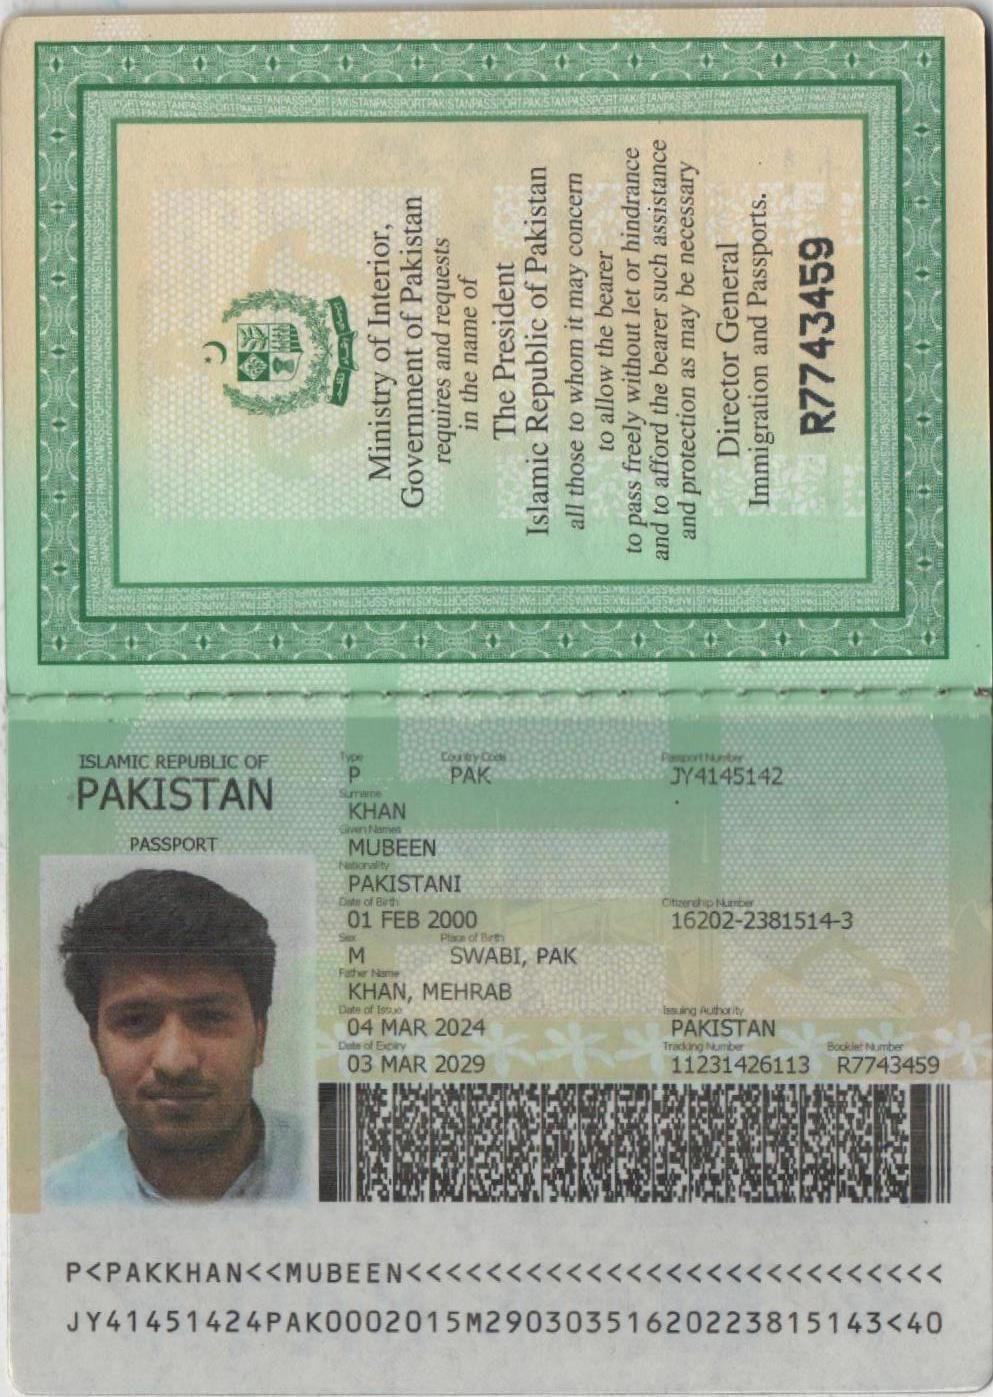 Ministry of Interior,
Government of Pakistan
requires and requests
in the name of
The President
Islamic Republic of Pakistan
all those to whom it may concern
to allow the bearer
to pass freely without let or hindrance
and to afford the bearer such assistance
and protection as may be necessary
Director General
Immigration and Passports.
R7743459
ISLAMIC REPUBLIC OF
PAKISTAN
PASSPORT
Type Country Code Passport Number
P PAK JY4145142
Surname
KHAN
Given Names
MUBEEN
Nationality
PAKISTANI
Date of Birth Citizenship Number
01 FEB 2000 16202-2381514-3
Sex Place of Birth
M SWABI, PAK
Father Name
KHAN, MEHRAB
Date of Issue Issuing Authority
04 MAR 2024 PAKISTAN
Date of Expiry Tracking Number Booklet Number
03 MAR 2029 11231426113 R7743459
P<PAKKHAN<<MUBEEN<<<<<<<<<<<<<<<<<<<<<<<<<<<
JY41451424PAK0002015M29030351620223815143<40